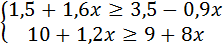 1,5 + 1,6x ≥ 3,5 − 0,9x
10 + 1,2x ≥ 9 + 8x